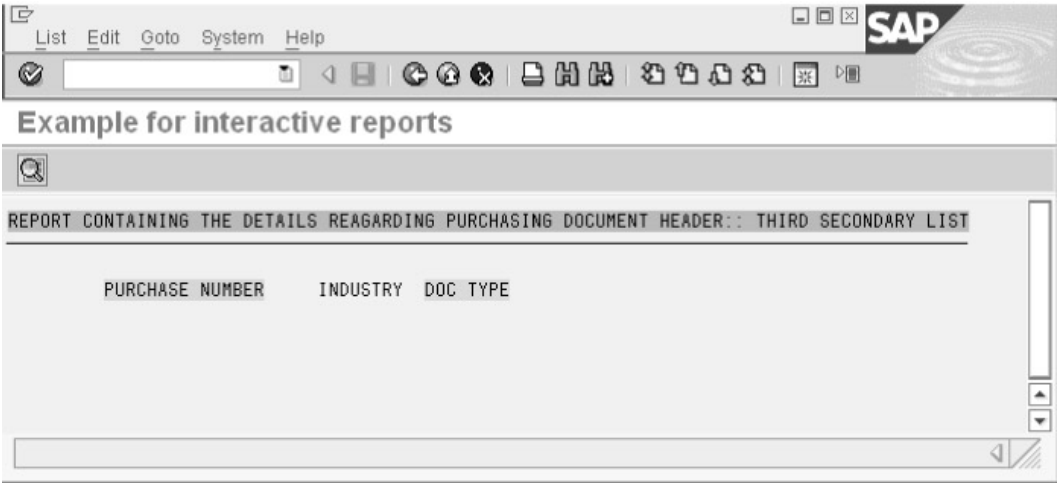 List Edit Goto System Help
SAP
Example for interactive reports
REPORT CONTAINING THE DETAILS REAGARDING PURCHASING DOCUMENT HEADER:: THIRD SECONDARY LIST
PURCHASE NUMBER INDUSTRY DOC TYPE